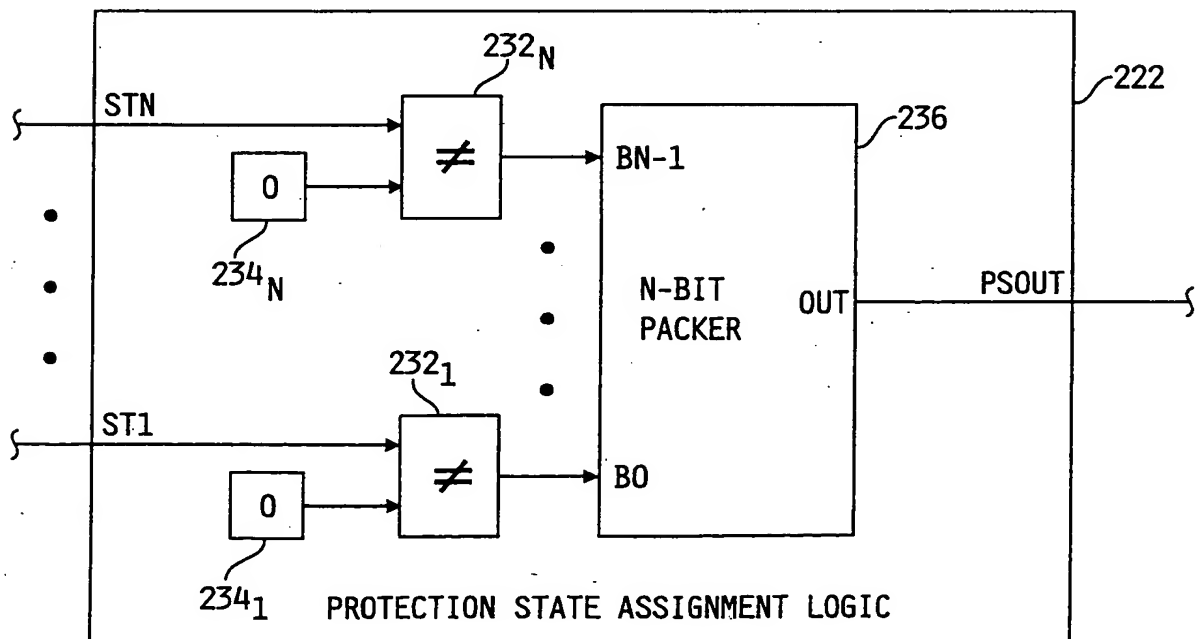 232N
222
STN
236
≠
BN-1
0
234N
N-BIT
PACKER
OUT
PSOUT
2321
ST1
≠
B0
0
2341
PROTECTION STATE ASSIGNMENT LOGIC